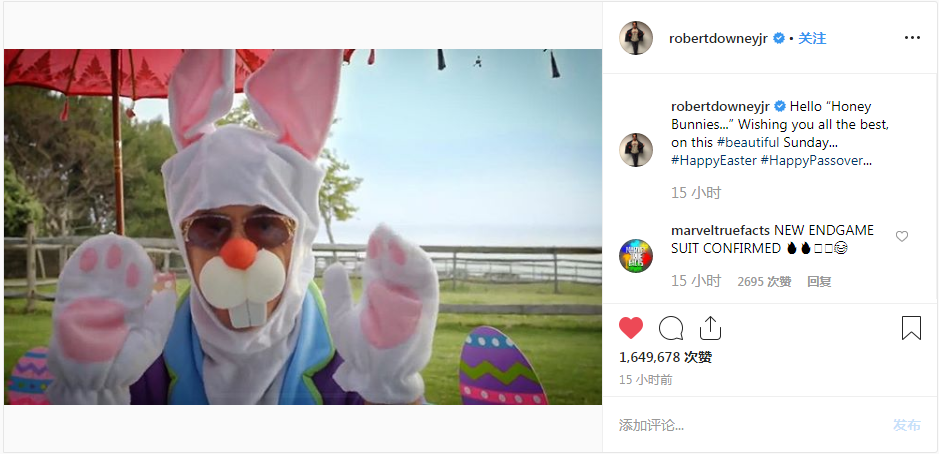 robertdowneyjr • 关注
robertdowneyjr Hello “Honey
Bunnies...” Wishing you all the best,
on this #beautiful Sunday...
#HappyEaster #HappyPassover...
15 小时
marveltruefacts NEW ENDGAME
SUIT CONFIRMED 🔥🔥□□😂
15 小时 2695 次赞 回复
1,649,678 次赞
15 小时前
添加评论... 发布